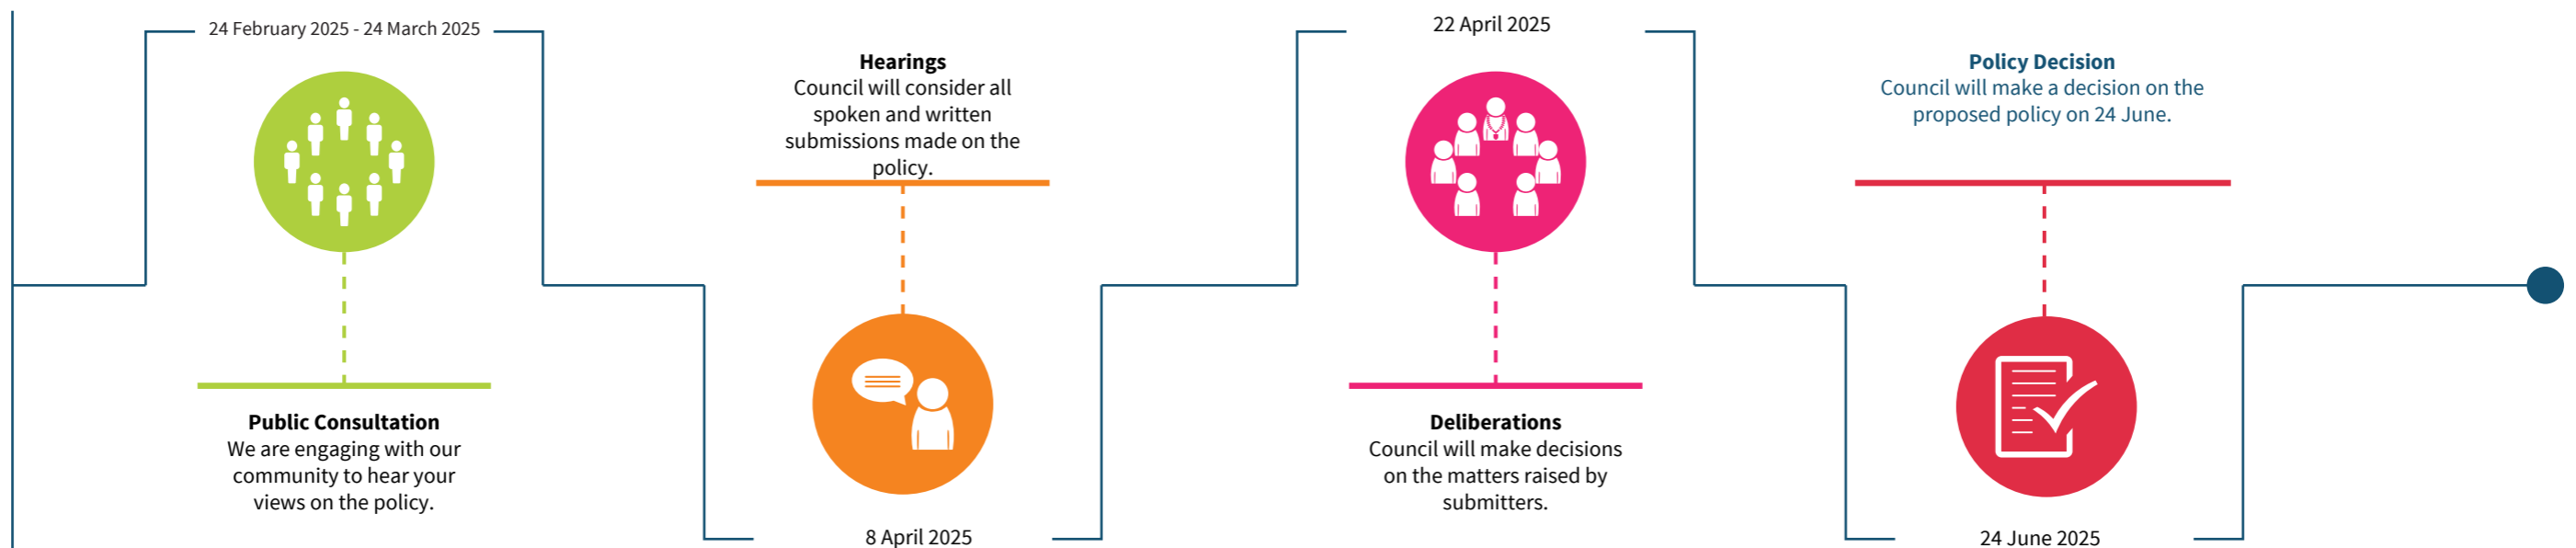 24 February 2025 - 24 March 2025
Public Consultation
We are engaging with our
community to hear your
views on the policy.
Hearings
Council will consider all
spoken and written
submissions made on the
policy.
8 April 2025
22 April 2025
Deliberations
Council will make decisions
on the matters raised by
submitters.
Policy Decision
Council will make a decision on the
proposed policy on 24 June.
24 June 2025